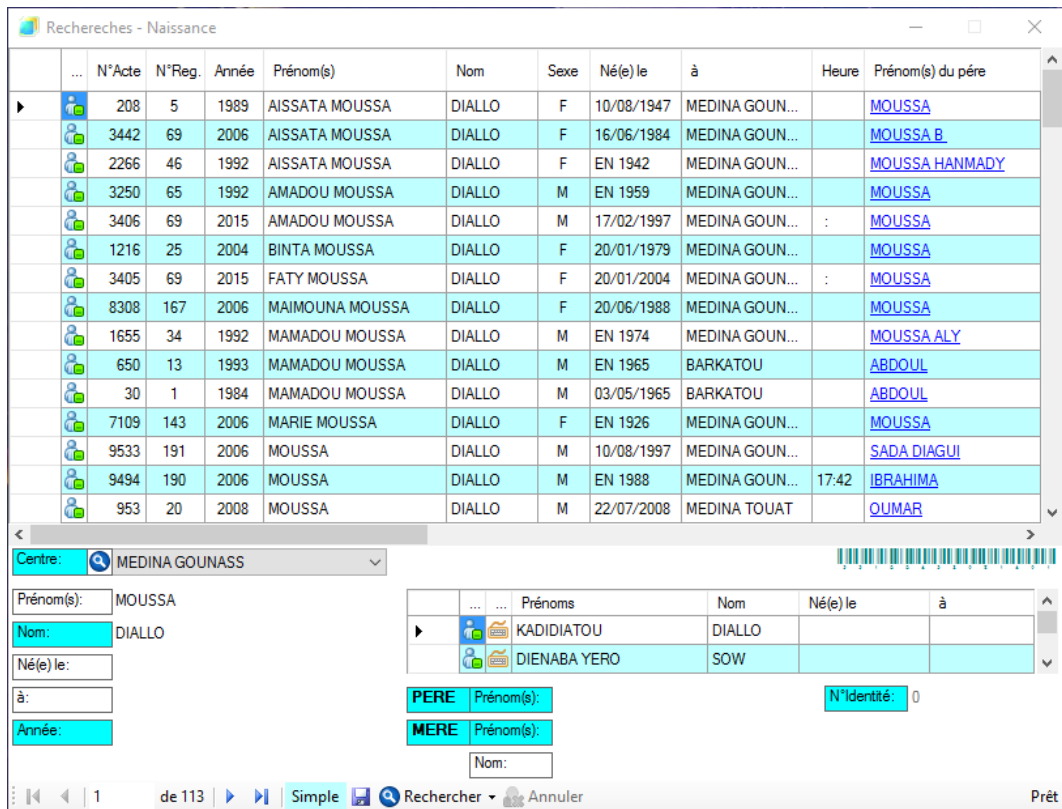 Rechereches - Naissance
... N°Acte N°Reg. Année Prénom(s) Nom Sexe Né(e) le à Heure Prénom(s) du pére
208 5 1989 AISSATA MOUSSA DIALLO F 10/08/1947 MEDINA GOUN... MOUSSA
3442 69 2006 AISSATA MOUSSA DIALLO F 16/06/1984 MEDINA GOUN... MOUSSA B
2266 46 1992 AISSATA MOUSSA DIALLO F EN 1942 MEDINA GOUN... MOUSSA HANMADY
3250 65 1992 AMADOU MOUSSA DIALLO M EN 1959 MEDINA GOUN... MOUSSA
3406 69 2015 AMADOU MOUSSA DIALLO M 17/02/1997 MEDINA GOUN... : MOUSSA
1216 25 2004 BINTA MOUSSA DIALLO F 20/01/1979 MEDINA GOUN... MOUSSA
3405 69 2015 FATY MOUSSA DIALLO F 20/01/2004 MEDINA GOUN... : MOUSSA
8308 167 2006 MAIMOUNA MOUSSA DIALLO F 20/06/1988 MEDINA GOUN... MOUSSA
1655 34 1992 MAMADOU MOUSSA DIALLO M EN 1974 MEDINA GOUN... MOUSSA ALY
650 13 1993 MAMADOU MOUSSA DIALLO M EN 1965 BARKATOU ABDOUL
30 1 1984 MAMADOU MOUSSA DIALLO M 03/05/1965 BARKATOU ABDOUL
7109 143 2006 MARIE MOUSSA DIALLO F EN 1926 MEDINA GOUN... MOUSSA
9533 191 2006 MOUSSA DIALLO M 10/08/1997 MEDINA GOUN... SADA DIAGUI
9494 190 2006 MOUSSA DIALLO M EN 1988 MEDINA GOUN... 17:42 IBRAHIMA
953 20 2008 MOUSSA DIALLO M 22/07/2008 MEDINA TOUAT OUMAR
Centre: MEDINA GOUNASS
Prénom(s): MOUSSA
Nom: DIALLO
Né(e) le:
à:
Année:
... ... Prénoms Nom Né(e) le à
KADIDIATOU DIALLO
DIENABA YERO SOW
PERE Prénom(s): N°Identité: 0
MERE Prénom(s):
Nom:
1 de 113 Simple Rechercher Annuler Prêt